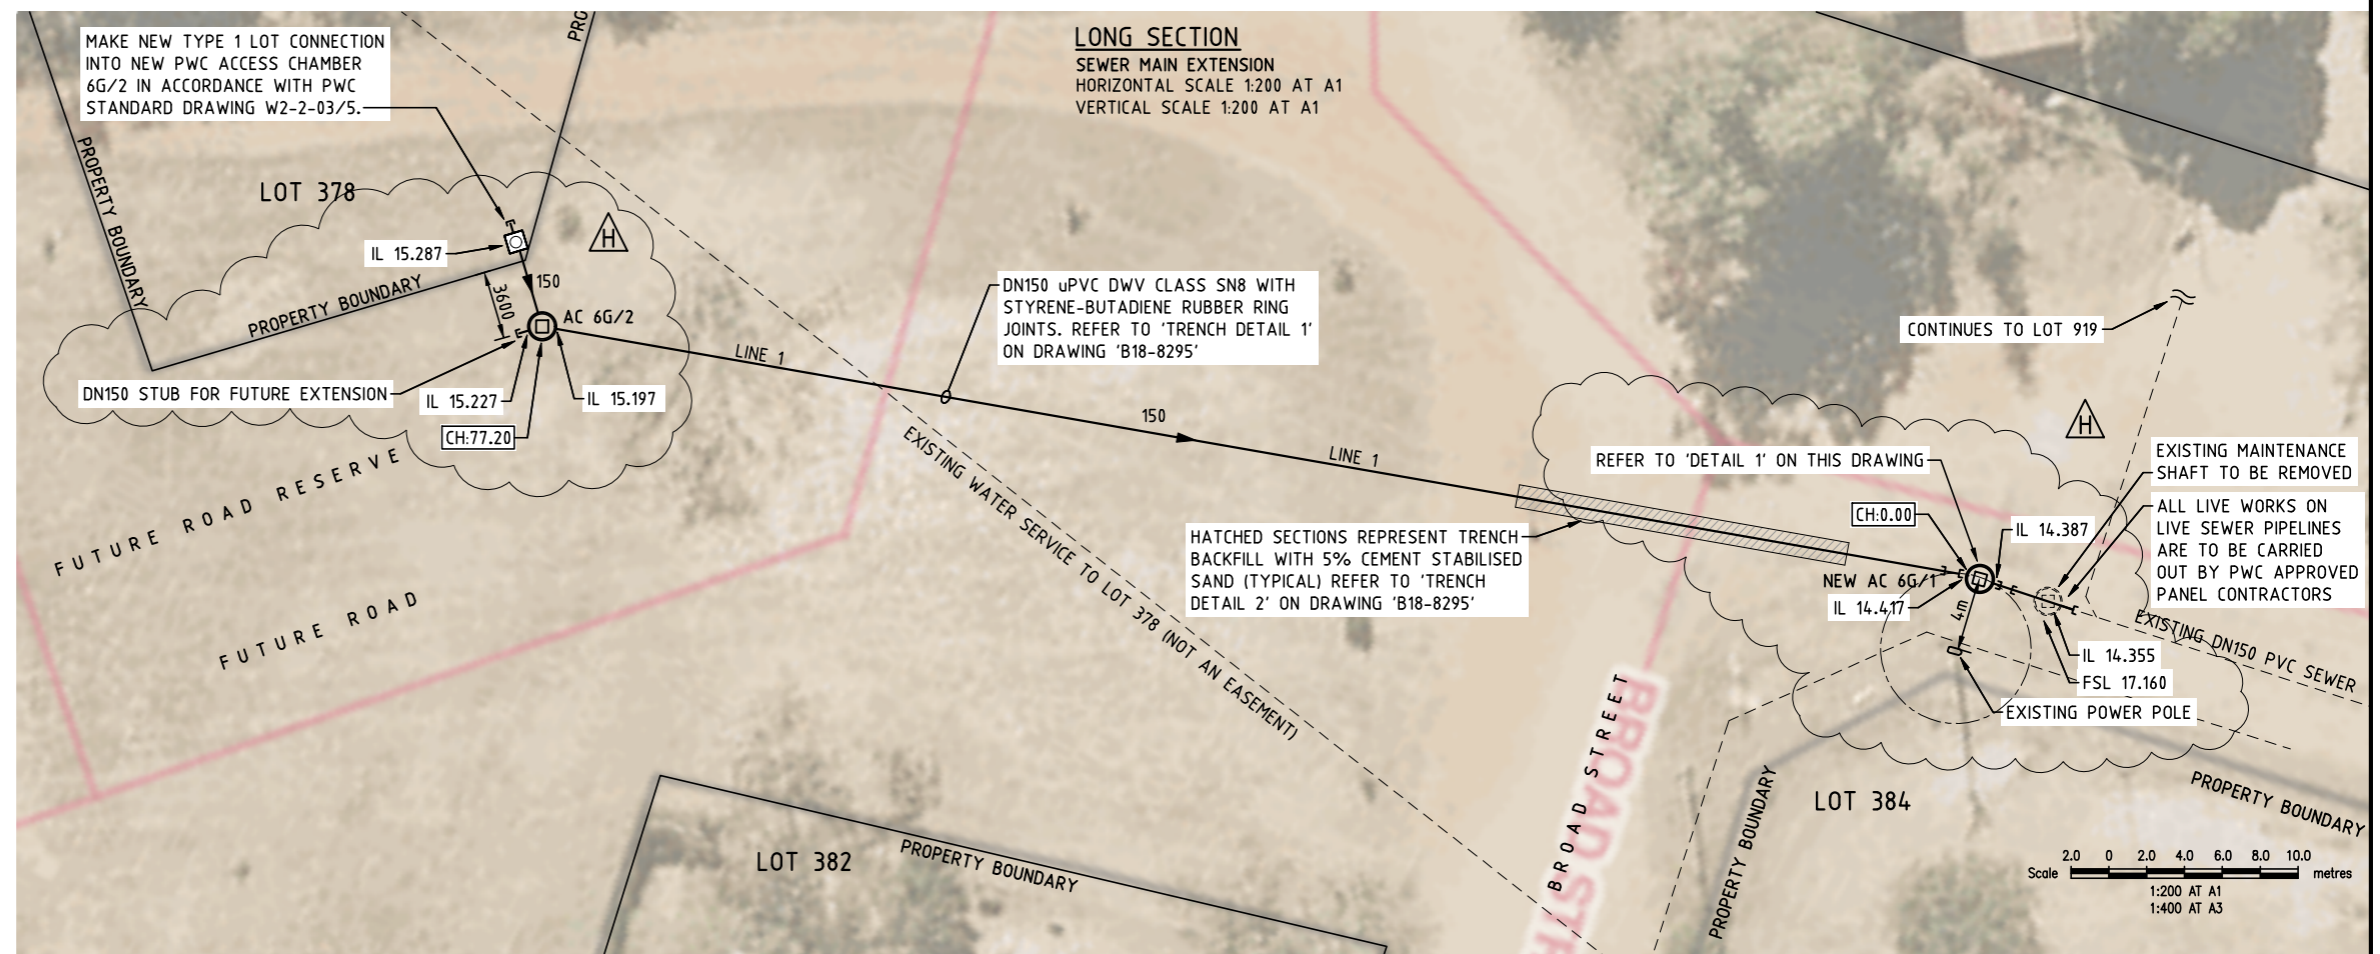 MAKE NEW TYPE 1 LOT CONNECTION
INTO NEW PWC ACCESS CHAMBER
6G/2 IN ACCORDANCE WITH PWC
STANDARD DRAWING W2-2-03/5.
LONG SECTION
SEWER MAIN EXTENSION
HORIZONTAL SCALE 1:200 AT A1
VERTICAL SCALE 1:200 AT A1
PROPERTY BOUNDARY
LOT 378
H
IL 15.287
PROPERTY BOUNDARY
3600
150
AC 6G/2
DN150 STUB FOR FUTURE EXTENSION
IL 15.227
IL 15.197
CH:77.20
LINE 1
DN150 uPVC DWV CLASS SN8 WITH
STYRENE-BUTADIENE RUBBER RING
JOINTS. REFER TO 'TRENCH DETAIL 1'
ON DRAWING 'B18-8295'
150
LINE 1
EXISTING WATER SERVICE TO LOT 378 (NOT AN EASEMENT)
FUTURE ROAD RESERVE
FUTURE ROAD
HATCHED SECTIONS REPRESENT TRENCH
BACKFILL WITH 5% CEMENT STABILISED
SAND (TYPICAL) REFER TO 'TRENCH
DETAIL 2' ON DRAWING 'B18-8295'
CONTINUES TO LOT 919
H
REFER TO 'DETAIL 1' ON THIS DRAWING
CH:0.00
IL 14.387
EXISTING MAINTENANCE
SHAFT TO BE REMOVED
ALL LIVE WORKS ON
LIVE SEWER PIPELINES
ARE TO BE CARRIED
OUT BY PWC APPROVED
PANEL CONTRACTORS
NEW AC 6G/1
IL 14.417
4m
EXISTING DN150 PVC SEWER
IL 14.355
FSL 17.160
EXISTING POWER POLE
BROAD STREET
BROAD STR
PROPERTY BOUNDARY
LOT 384
PROPERTY BOUNDARY
LOT 382
PROPERTY BOUNDARY
2.0 0 2.0 4.0 6.0 8.0 10.0
Scale metres
1:200 AT A1
1:400 AT A3